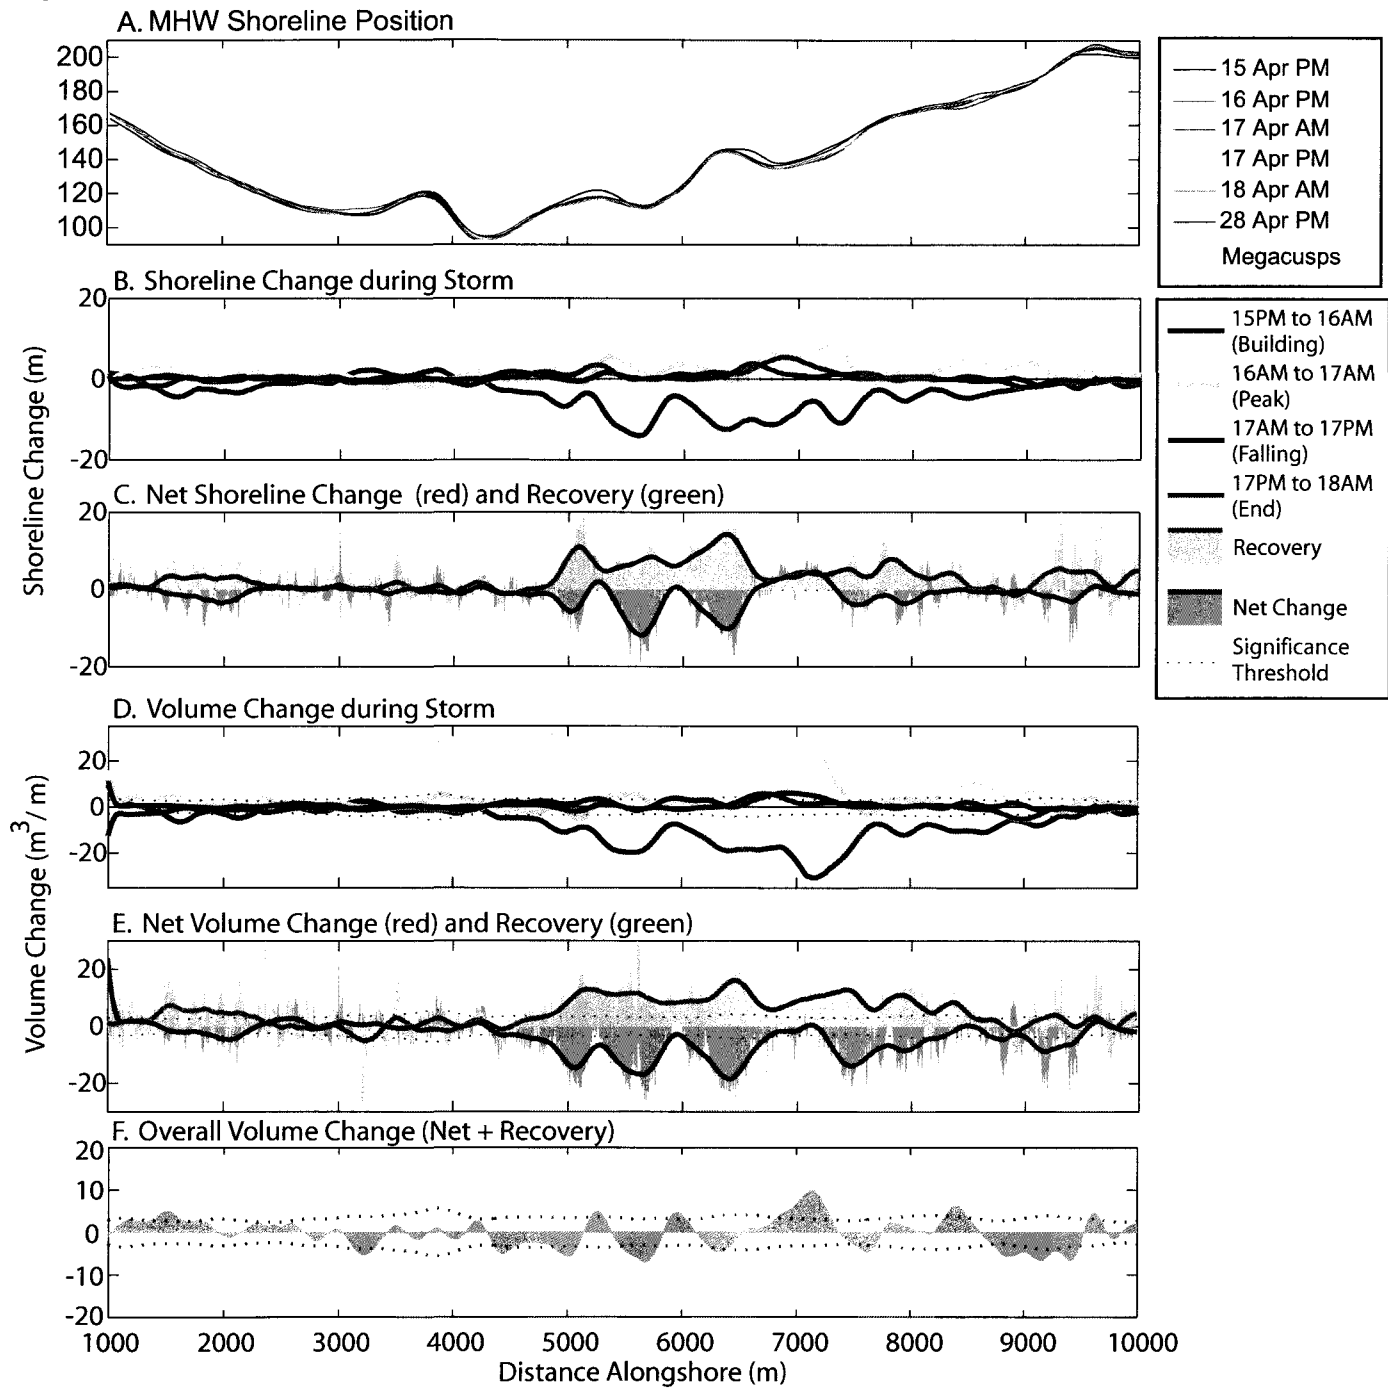 A. MHW Shoreline Position
200
180
160
140
120
100
15 Apr PM
16 Apr PM
17 Apr AM
17 Apr PM
18 Apr AM
28 Apr PM
Megacusps
B. Shoreline Change during Storm
20
0
-20
15PM to 16AM
(Building)
16AM to 17AM
(Peak)
17AM to 17PM
(Falling)
17PM to 18AM
(End)
Recovery
Net Change
Significance
Threshold
Shoreline Change (m)
C. Net Shoreline Change (red) and Recovery (green)
20
0
-20
D. Volume Change during Storm
20
0
-20
Volume Change (m³/ m)
E. Net Volume Change (red) and Recovery (green)
20
0
-20
F. Overall Volume Change (Net + Recovery)
20
10
0
-10
-20
1000 2000 3000 4000 5000 6000 7000 8000 9000 10000
Distance Alongshore (m)